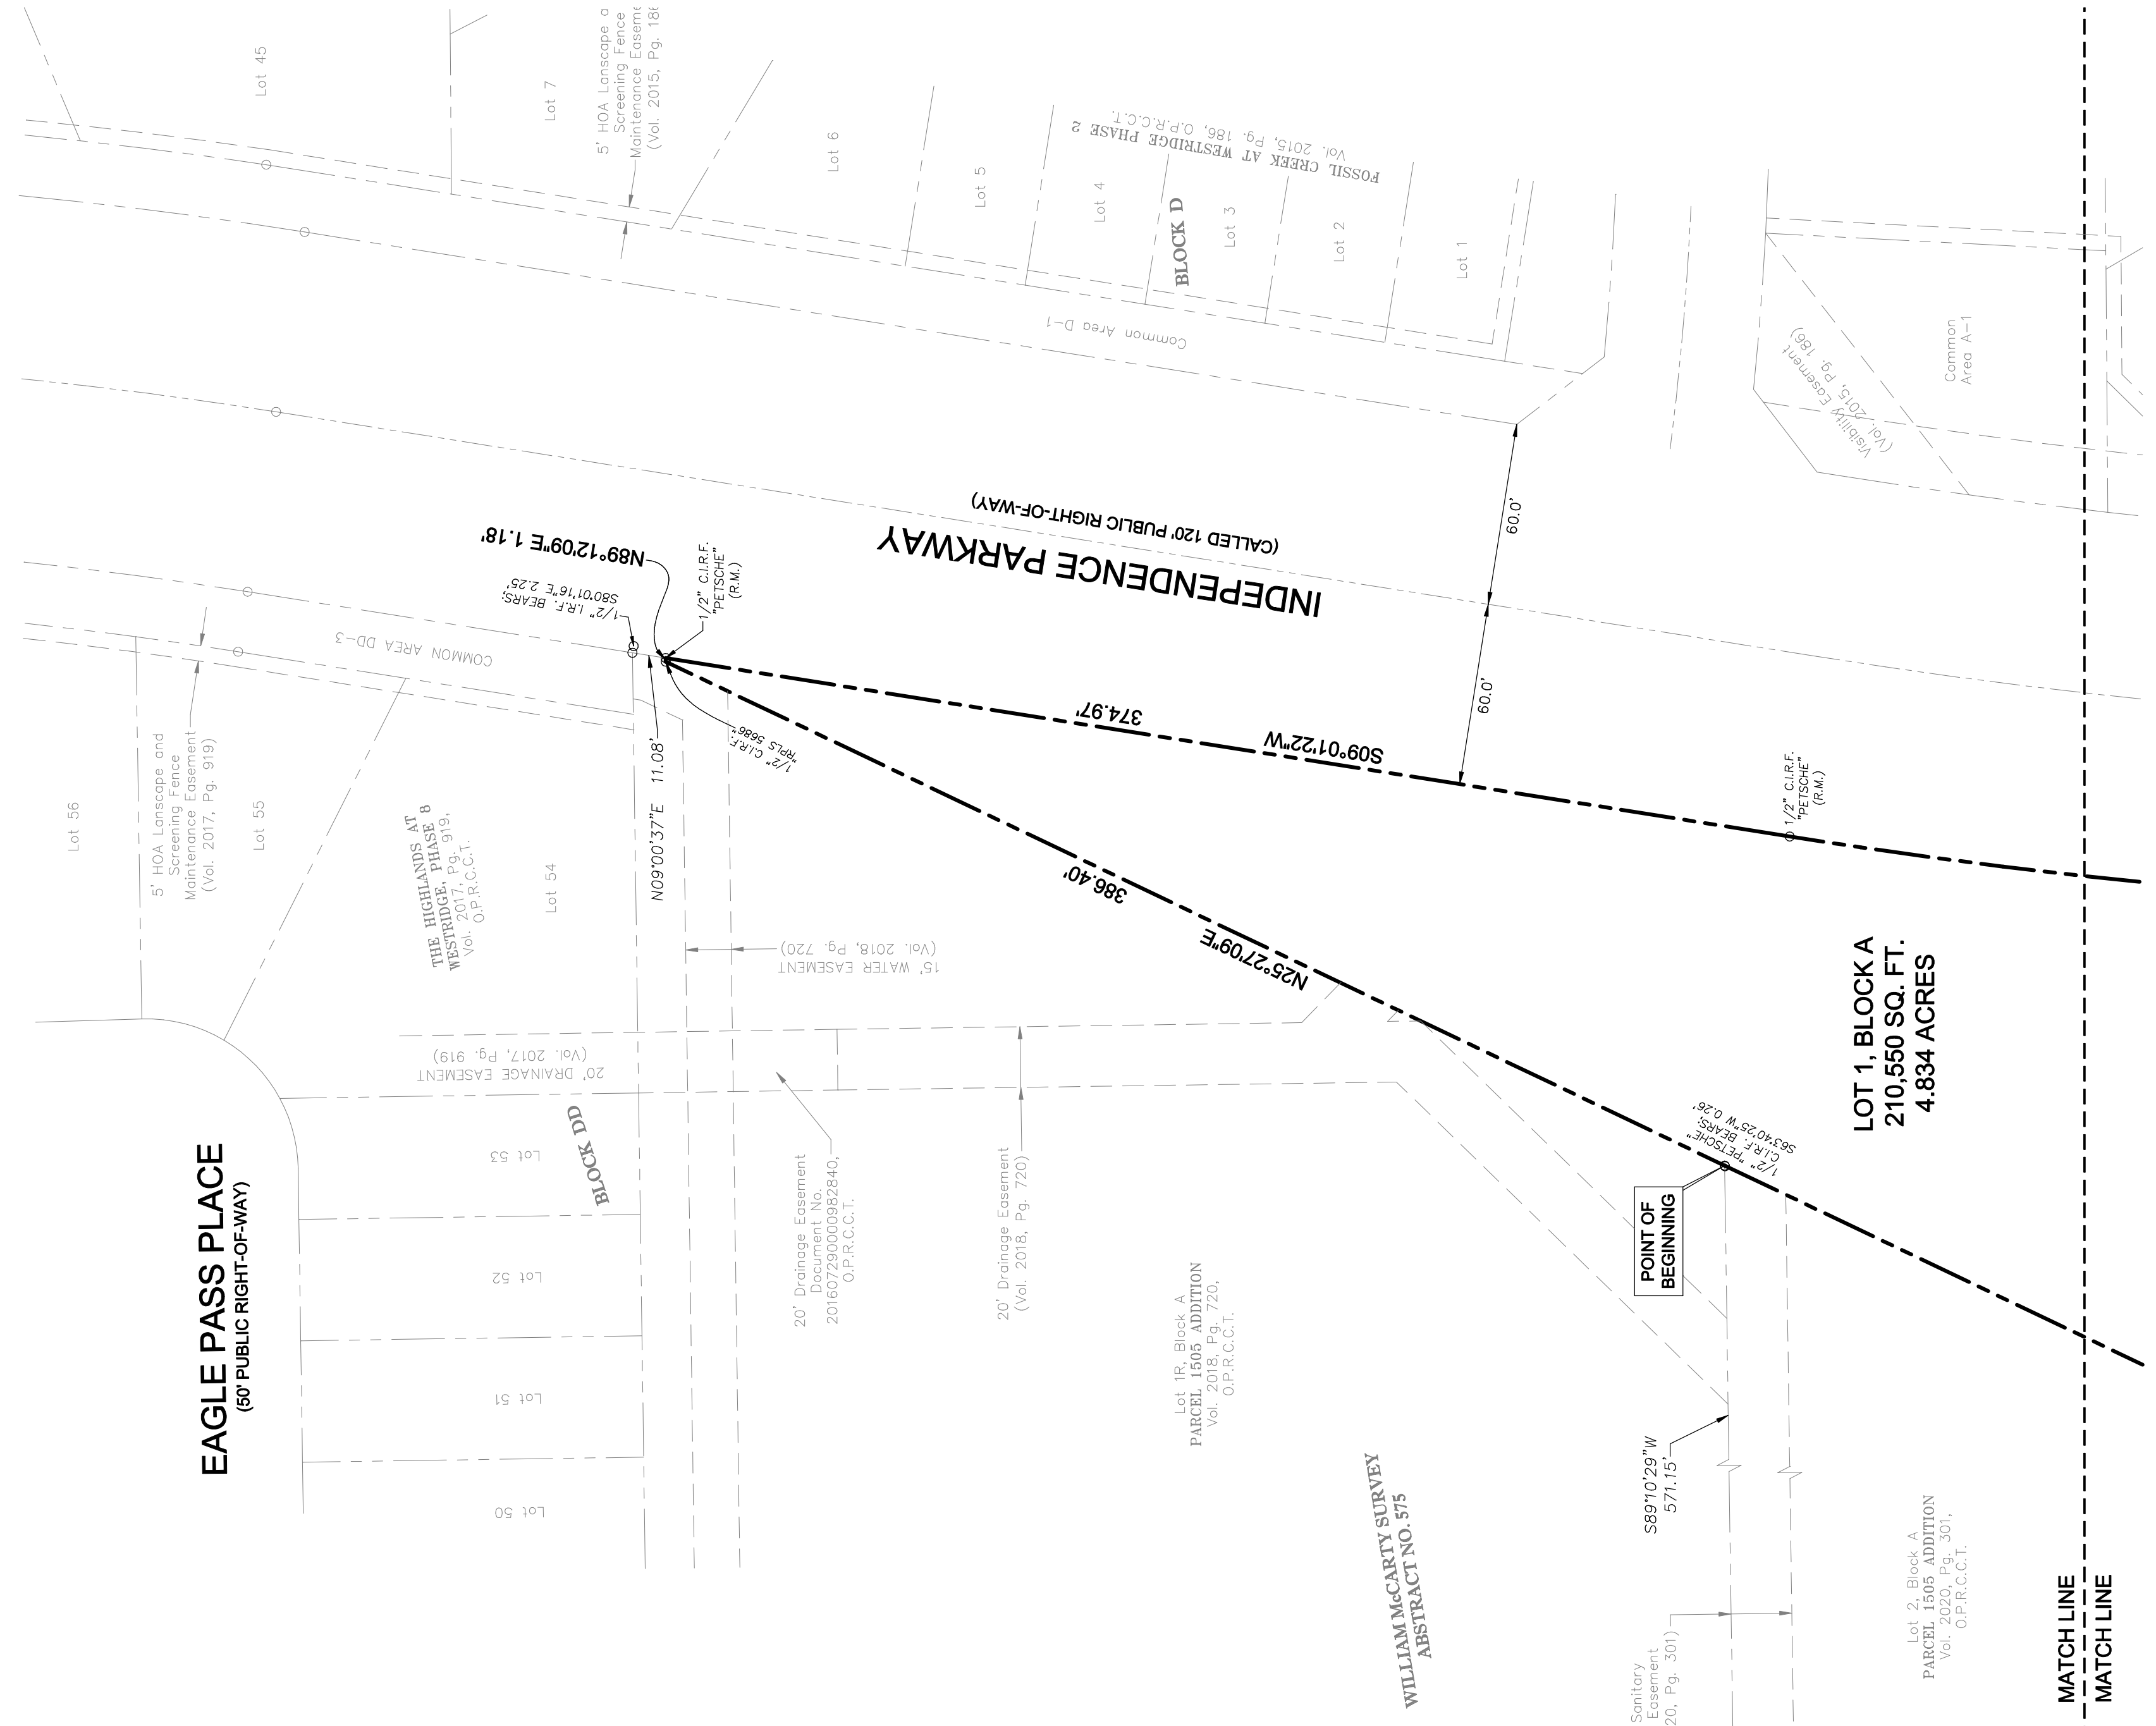 Lot 45
Lot 7
5' HOA Lanscape a
Screening Fence
Maintenance Easeme
(Vol. 2015, Pg. 186
Lot 6
Lot 5
Lot 4
Lot 3
Lot 2
Lot 1
BLOCK D
FOSSIL CREEK AT WESTRIDGE PHASE 2
Vol. 2015, Pg. 186, O.P.R.C.C.T.
Common Area D-1
Visibility Easement
(Vol. 2015, Pg. 186)
Common
Area A-1
INDEPENDENCE PARKWAY
(CALLED 120' PUBLIC RIGHT-OF-WAY)
60.0'
60.0'
N89°12'09"E 1.18'
1/2" I.R.F. BEARS;
S80°01'16"E 2.25'
1/2" C.I.R.F.
"PETSCHE"
(R.M.)
COMMON AREA DD-3
Lot 56
5' HOA Lanscape and
Screening Fence
Maintenance Easement
(Vol. 2017, Pg. 919)
Lot 55
THE HIGHLANDS AT
WESTRIDGE, PHASE 8
Vol. 2017, Pg. 919,
O.P.R.C.C.T.
Lot 54
N09°00'37"E 11.08'
1/2" C.I.R.F.
"RPLS 5686"
374.97'
S09°01'22"W
386.40'
N25°27'09"E
1/2" C.I.R.F.
"PETSCHE"
(R.M.)
15' WATER EASEMENT
(Vol. 2018, Pg. 720)
20' DRAINAGE EASEMENT
(Vol. 2017, Pg. 919)
EAGLE PASS PLACE
(50' PUBLIC RIGHT-OF-WAY)
BLOCK DD
Lot 53
Lot 52
Lot 51
Lot 50
20' Drainage Easement
Document No.
20160729000982840,
O.P.R.C.C.T.
20' Drainage Easement
(Vol. 2018, Pg. 720)
Lot 1R, Block A
PARCEL 1505 ADDITION
Vol. 2018, Pg. 720,
O.P.R.C.C.T.
WILLIAM McCARTY SURVEY
ABSTRACT NO. 575
POINT OF
BEGINNING
1/2" "PETSCHE"
C.I.R.F. BEARS;
S63°40'25"W 0.26'
LOT 1, BLOCK A
210,550 SQ. FT.
4.834 ACRES
S89°10'29"W
571.15'
Sanitary
Easement
20, Pg. 301)
Lot 2, Block A
PARCEL 1505 ADDITION
Vol. 2020, Pg. 301,
O.P.R.C.C.T.
MATCH LINE
MATCH LINE